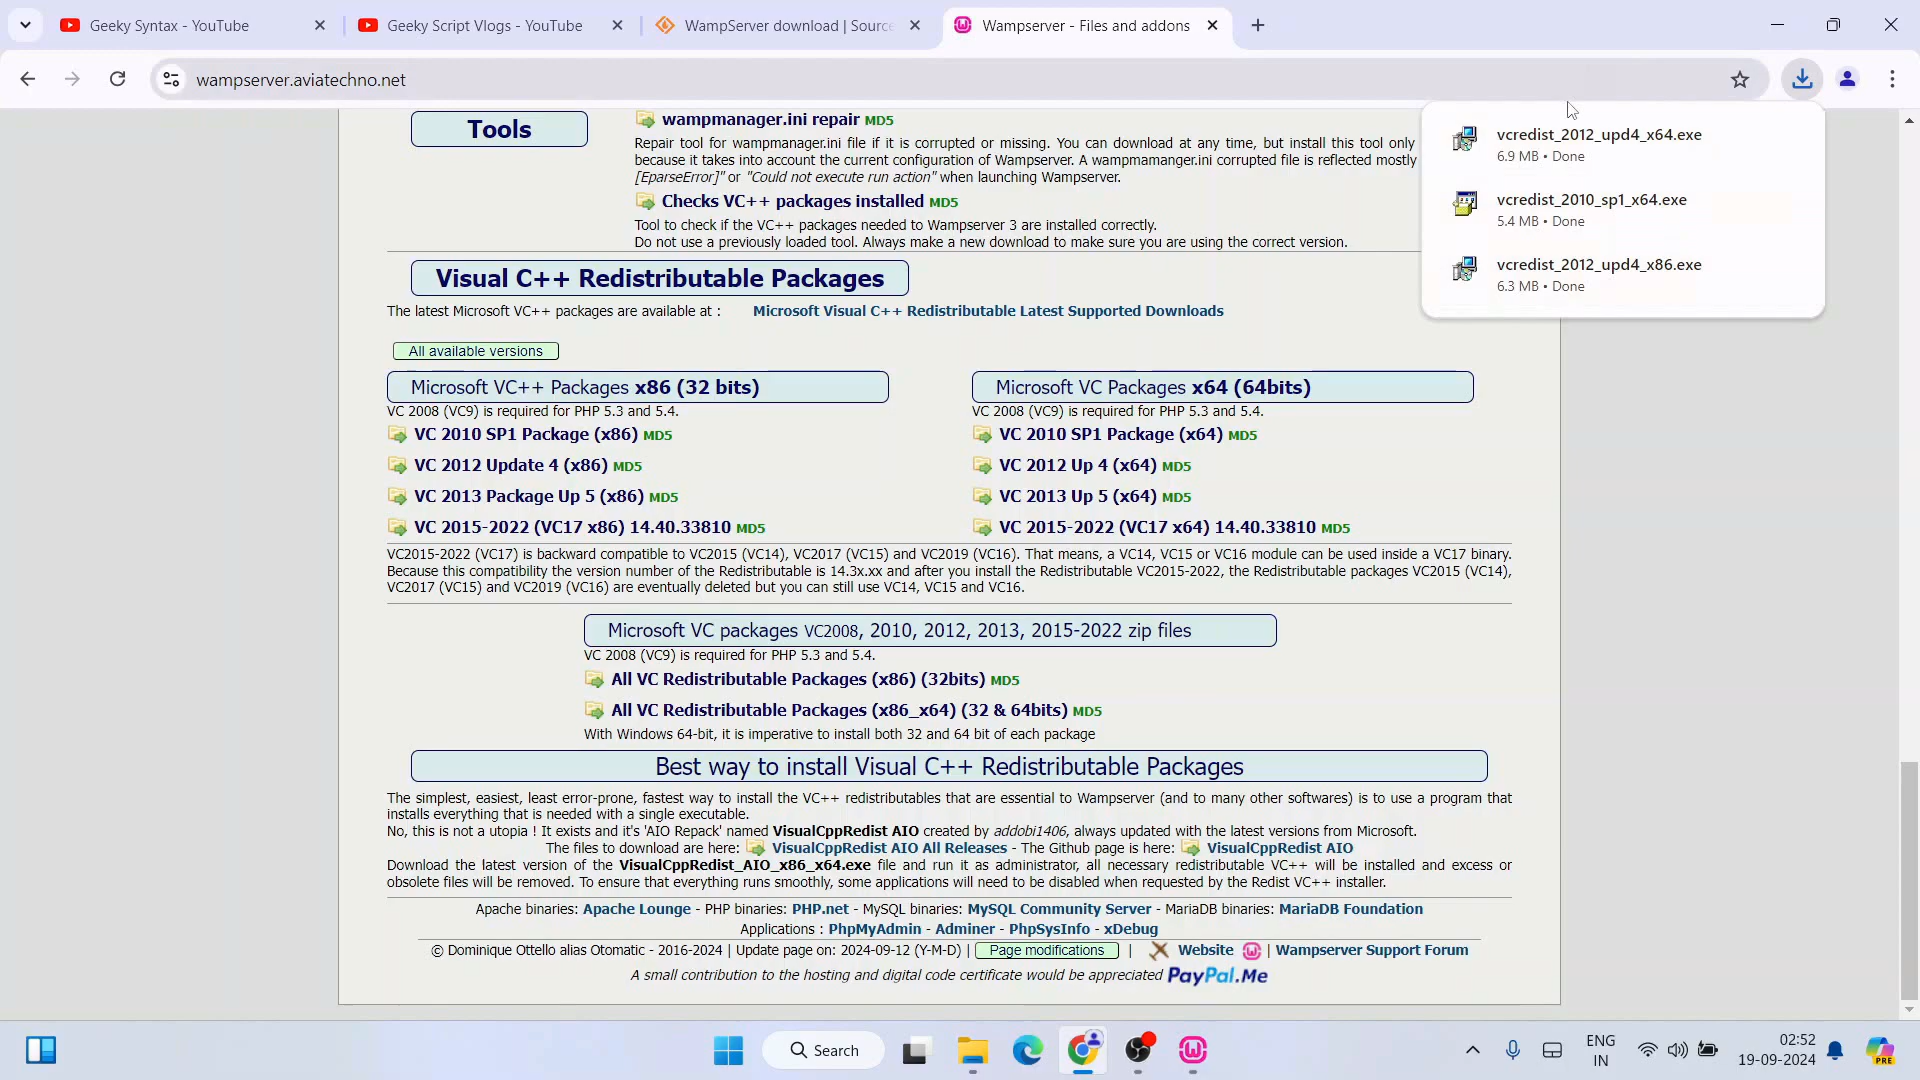 Geeky Syntax - YouTube
Geeky Script Vlogs - YouTube
WampServer download | Source
Wampserver - Files and addons
wampserver.aviatechno.net
vcredist_2012_upd4_x64.exe
6.9 MB • Done
vcredist_2010_sp1_x64.exe
5.4 MB • Done
vcredist_2012_upd4_x86.exe
6.3 MB • Done
Tools
wampmanager.ini repair MD5
Repair tool for wampmanager.ini file if it is corrupted or missing. You can download at any time, but install this tool only
because it takes into account the current configuration of Wampserver. A wampmamanger.ini corrupted file is reflected mostly
[EparseError]" or "Could not execute run action" when launching Wampserver.
Checks VC++ packages installed MD5
Tool to check if the VC++ packages needed to Wampserver 3 are installed correctly.
Do not use a previously loaded tool. Always make a new download to make sure you are using the correct version.
Visual C++ Redistributable Packages
The latest Microsoft VC++ packages are available at : Microsoft Visual C++ Redistributable Latest Supported Downloads
All available versions
Microsoft VC++ Packages x86 (32 bits)
VC 2008 (VC9) is required for PHP 5.3 and 5.4.
VC 2010 SP1 Package (x86) MD5
VC 2012 Update 4 (x86) MD5
VC 2013 Package Up 5 (x86) MD5
VC 2015-2022 (VC17 x86) 14.40.33810 MD5
Microsoft VC Packages x64 (64bits)
VC 2008 (VC9) is required for PHP 5.3 and 5.4.
VC 2010 SP1 Package (x64) MD5
VC 2012 Up 4 (x64) MD5
VC 2013 Up 5 (x64) MD5
VC 2015-2022 (VC17 x64) 14.40.33810 MD5
VC2015-2022 (VC17) is backward compatible to VC2015 (VC14), VC2017 (VC15) and VC2019 (VC16). That means, a VC14, VC15 or VC16 module can be used inside a VC17 binary.
Because this compatibility the version number of the Redistributable is 14.3x.xx and after you install the Redistributable VC2015-2022, the Redistributable packages VC2015 (VC14),
VC2017 (VC15) and VC2019 (VC16) are eventually deleted but you can still use VC14, VC15 and VC16.
Microsoft VC packages VC2008, 2010, 2012, 2013, 2015-2022 zip files
VC 2008 (VC9) is required for PHP 5.3 and 5.4.
All VC Redistributable Packages (x86) (32bits) MD5
All VC Redistributable Packages (x86_x64) (32 & 64bits) MD5
With Windows 64-bit, it is imperative to install both 32 and 64 bit of each package
Best way to install Visual C++ Redistributable Packages
The simplest, easiest, least error-prone, fastest way to install the VC++ redistributables that are essential to Wampserver (and to many other softwares) is to use a program that
installs everything that is needed with a single executable.
No, this is not a utopia ! It exists and it's 'AIO Repack' named VisualCppRedist AIO created by addobi1406, always updated with the latest versions from Microsoft.
The files to download are here: VisualCppRedist AIO All Releases - The Github page is here: VisualCppRedist AIO
Download the latest version of the VisualCppRedist_AIO_x86_x64.exe file and run it as administrator, all necessary redistributable VC++ will be installed and excess or
obsolete files will be removed. To ensure that everything runs smoothly, some applications will need to be disabled when requested by the Redist VC++ installer.
Apache binaries: Apache Lounge - PHP binaries: PHP.net - MySQL binaries: MySQL Community Server - MariaDB binaries: MariaDB Foundation
Applications : PhpMyAdmin - Adminer - PhpSysInfo - xDebug
© Dominique Ottello alias Otomatic - 2016-2024 | Update page on: 2024-09-12 (Y-M-D) | Page modifications | Website | Wampserver Support Forum
A small contribution to the hosting and digital code certificate would be appreciated PayPal.Me
Search
ENG
IN
02:52
19-09-2024
PRE